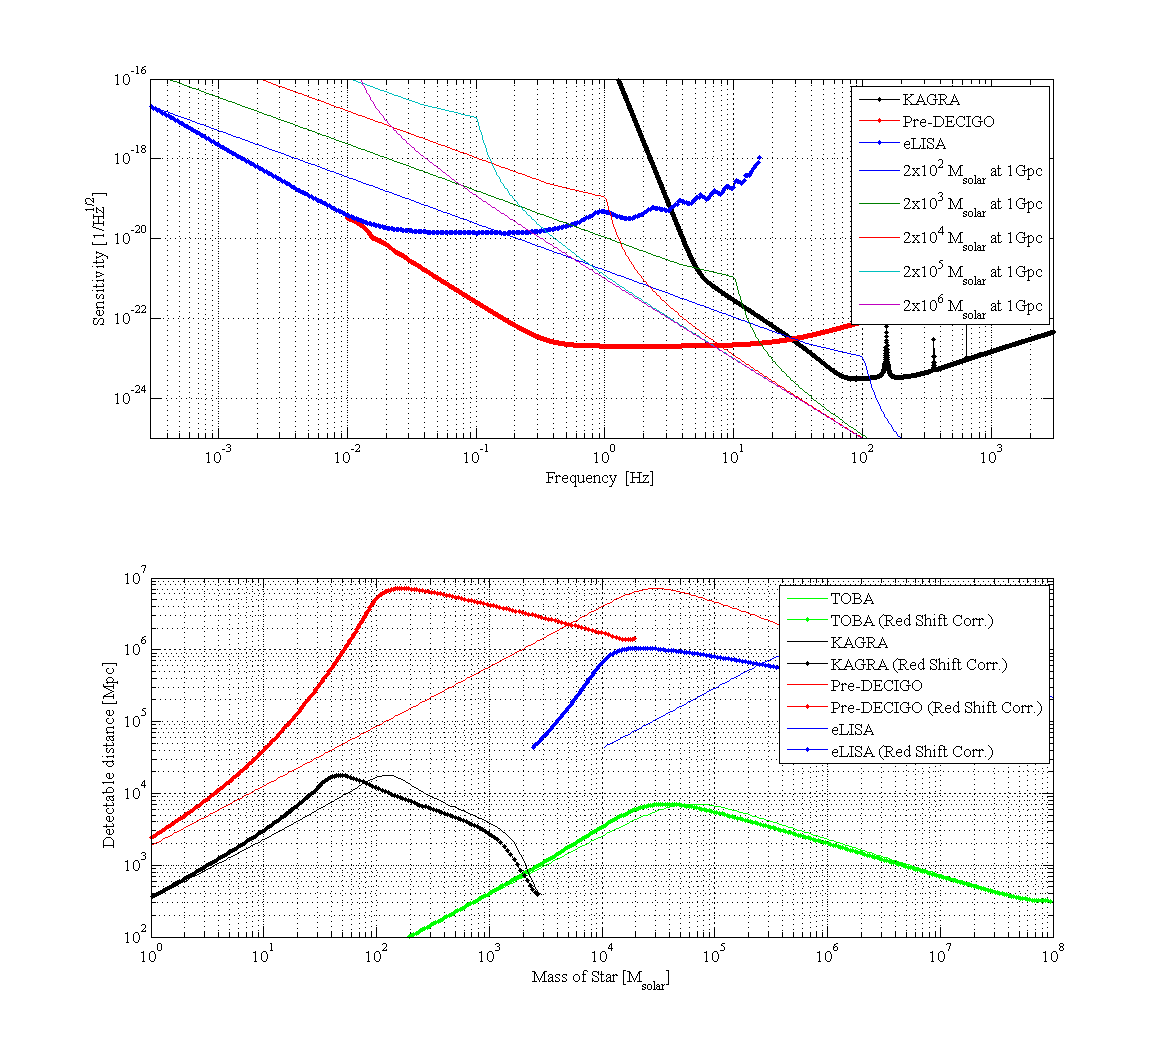 10^-16
10^-18
10^-20
10^-22
10^-24
Sensitivity [1/Hz^1/2]
KAGRA
Pre-DECIGO
eLISA
2x10^2 M_solar at 1Gpc
2x10^3 M_solar at 1Gpc
2x10^4 M_solar at 1Gpc
2x10^5 M_solar at 1Gpc
2x10^6 M_solar at 1Gpc
10^-3 10^-2 10^-1 10^0 10^1 10^2 10^3
Frequency [Hz]
10^7
10^6
10^5
10^4
10^3
10^2
Detectable distance [Mpc]
TOBA
TOBA (Red Shift Corr.)
KAGRA
KAGRA (Red Shift Corr.)
Pre-DECIGO
Pre-DECIGO (Red Shift Corr.)
eLISA
eLISA (Red Shift Corr.)
10^0 10^1 10^2 10^3 10^4 10^5 10^6 10^7 10^8
Mass of Star [M_solar]